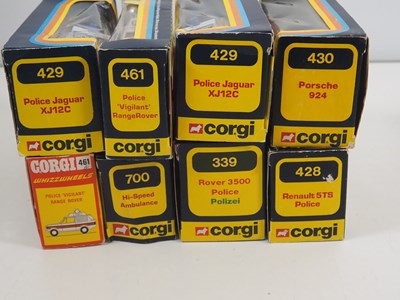 429
Police Jaguar
XJ12C
corgi
461
Police
'Vigilant'
RangeRover
corgi
429
Police Jaguar
XJ12C
corgi
430
Porsche
924
corgi
CORGI 461
WHIZZWHEELS
POLICE 'VIGILANT'
RANGE ROVER
700
Hi-Speed
Ambulance
corgi
339
Rover 3500
Police
Polizei
corgi
428
Renault 5TS
Police
corgi